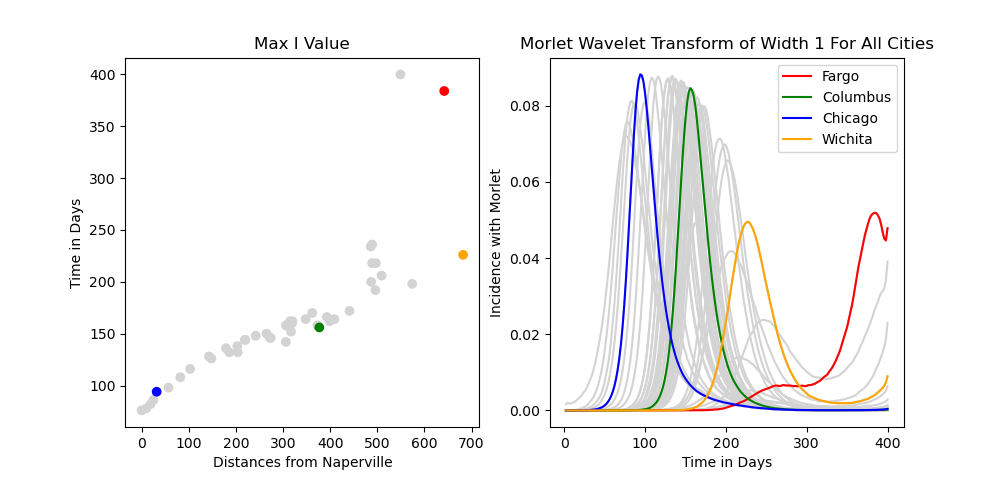 Max I Value
Time in Days
400
350
300
250
200
150
100
0 100 200 300 400 500 600 700
Distances from Naperville
Morlet Wavelet Transform of Width 1 For All Cities
Incidence with Morlet
0.08
0.06
0.04
0.02
0.00
Fargo
Columbus
Chicago
Wichita
0 100 200 300 400
Time in Days